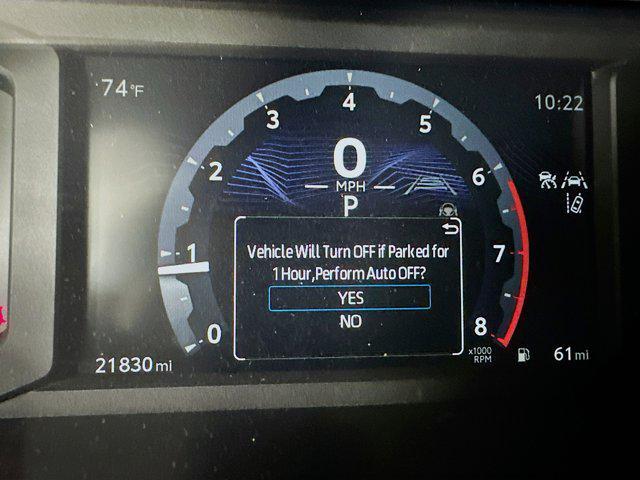 74°F
10:22
4
3
5
2
6
0
MPH
P
1
7
Vehicle Will Turn OFF if Parked for
1 Hour,Perform Auto OFF?
YES
NO
0
8
x1000
RPM
21830 mi
61 mi